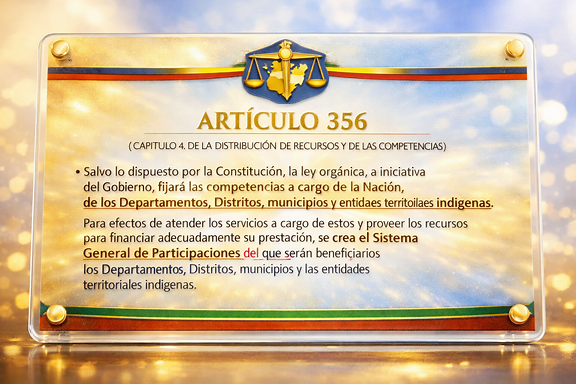 ARTÍCULO 356
(CAPITULO 4. DE LA DISTRIBUCIÓN DE RECURSOS Y DE LAS COMPETENCIAS)
• Salvo lo dispuesto por la Constitución, la ley orgánica, a iniciativa
del Gobierno, fijará las competencias a cargo de la Nación,
de los Departamentos, Distritos, municipios y entidaes territoilaes indigenas.
Para efectos de atender los servicios a cargo de estos y proveer los recursos
para financiar adecuadamente su prestación, se crea el Sistema
General de Participaciones del que serán beneficiarios
los Departamentos, Distritos, municipios y las entidades
territoriales indigenas.